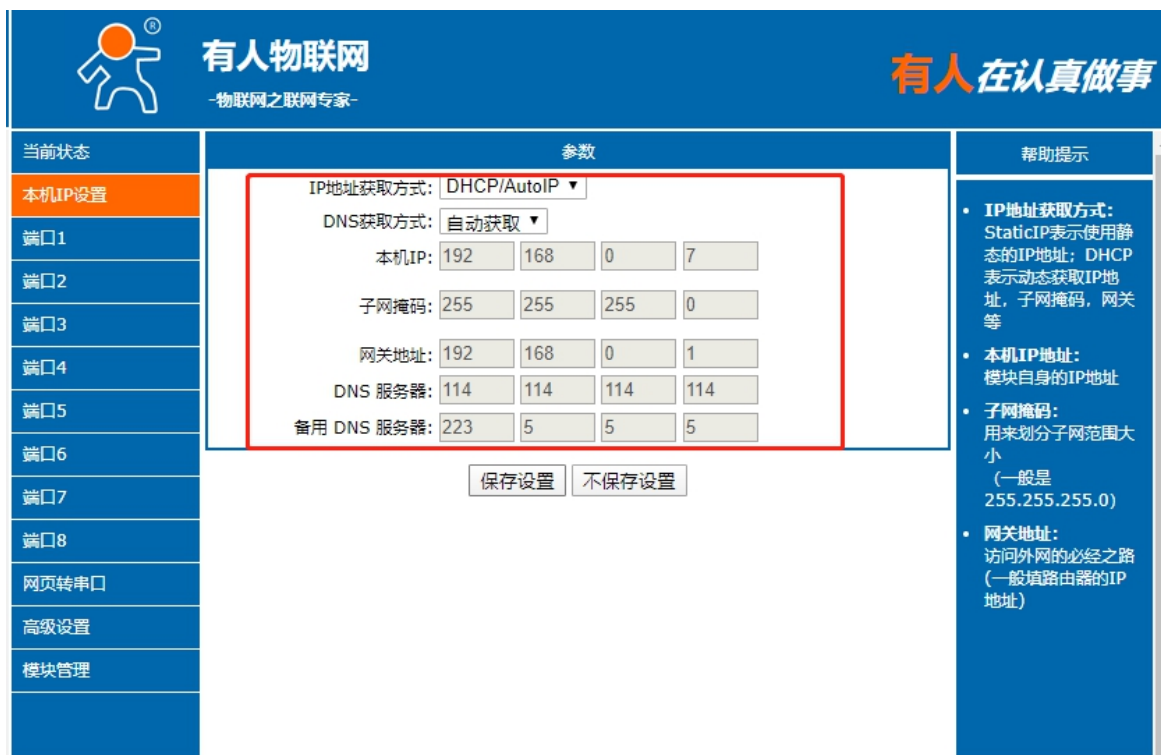 ®
有人物联网
-物联网之联网专家-
有人在认真做事
当前状态
本机IP设置
端口1
端口2
端口3
端口4
端口5
端口6
端口7
端口8
网页转串口
高级设置
模块管理
参数
IP地址获取方式: DHCP/AutoIP ▼
DNS获取方式: 自动获取 ▼
本机IP: 192 168 0 7
子网掩码: 255 255 255 0
网关地址: 192 168 0 1
DNS 服务器: 114 114 114 114
备用 DNS 服务器: 223 5 5 5
保存设置 不保存设置
帮助提示
• IP地址获取方式:
StaticIP表示使用静
态的IP地址; DHCP
表示动态获取IP地
址, 子网掩码, 网关
等
• 本机IP地址:
模块自身的IP地址
• 子网掩码:
用来划分子网范围大
小
(一般是
255.255.255.0)
• 网关地址:
访问外网的必经之路
(一般填路由器的IP
地址)